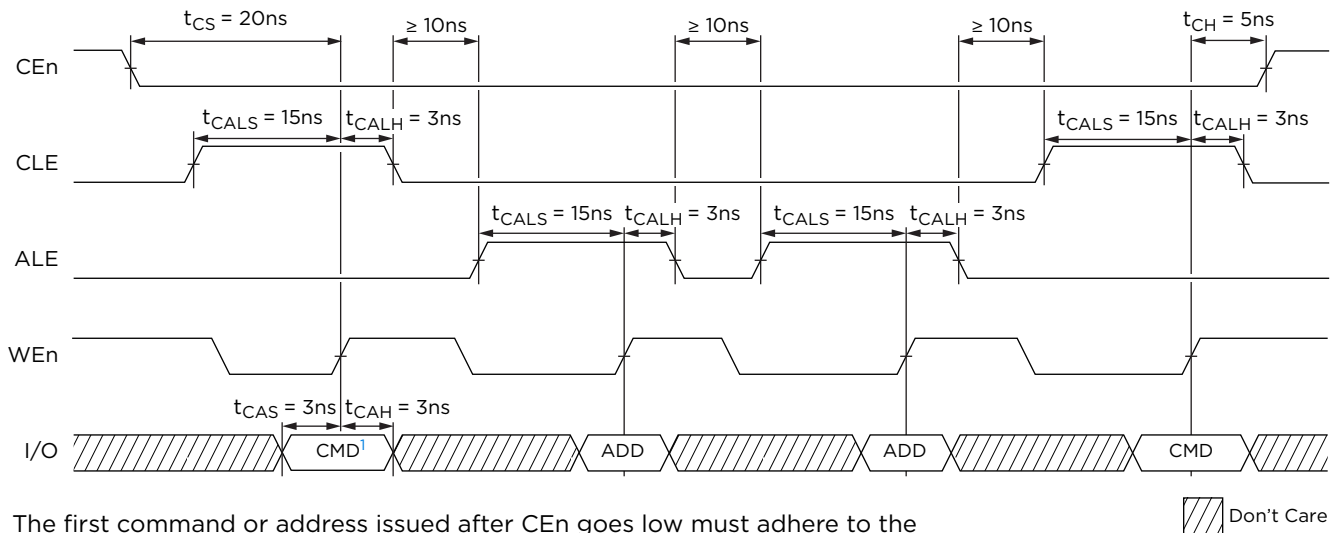 tCS = 20ns ≥ 10ns ≥ 10ns ≥ 10ns tCH = 5ns
CEn
tCALS = 15ns tCALH = 3ns tCALS = 15ns tCALH = 3ns
CLE
tCALS = 15ns tCALH = 3ns tCALS = 15ns tCALH = 3ns
ALE
WEn
tCAS = 3ns tCAH = 3ns
I/O CMD1 ADD ADD CMD
The first command or address issued after CEn goes low must adhere to the
Don't Care